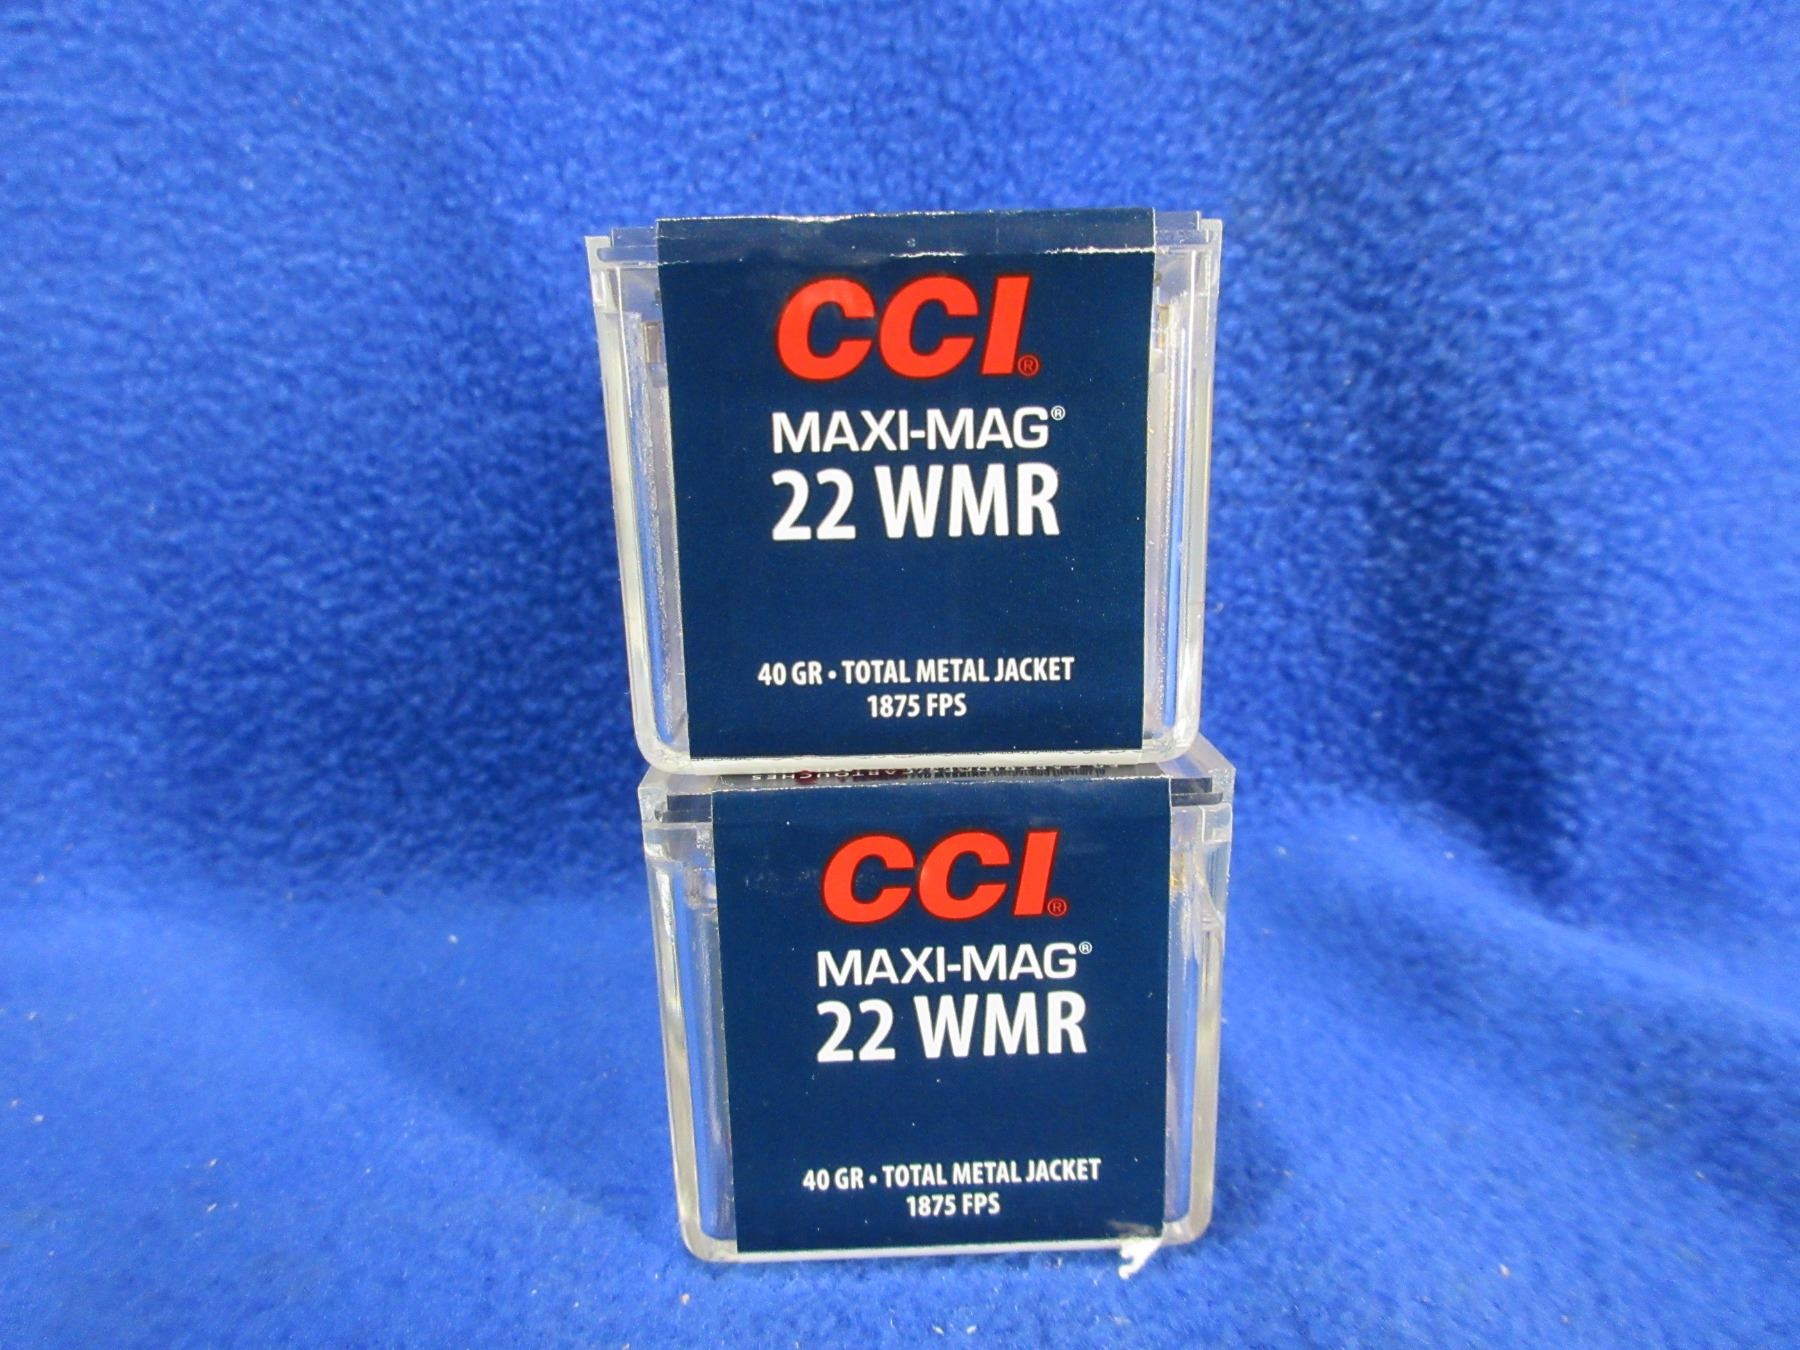 CCI®
MAXI-MAG®
22 WMR
40 GR • TOTAL METAL JACKET
1875 FPS
CCI®
MAXI-MAG®
22 WMR
40 GR • TOTAL METAL JACKET
1875 FPS